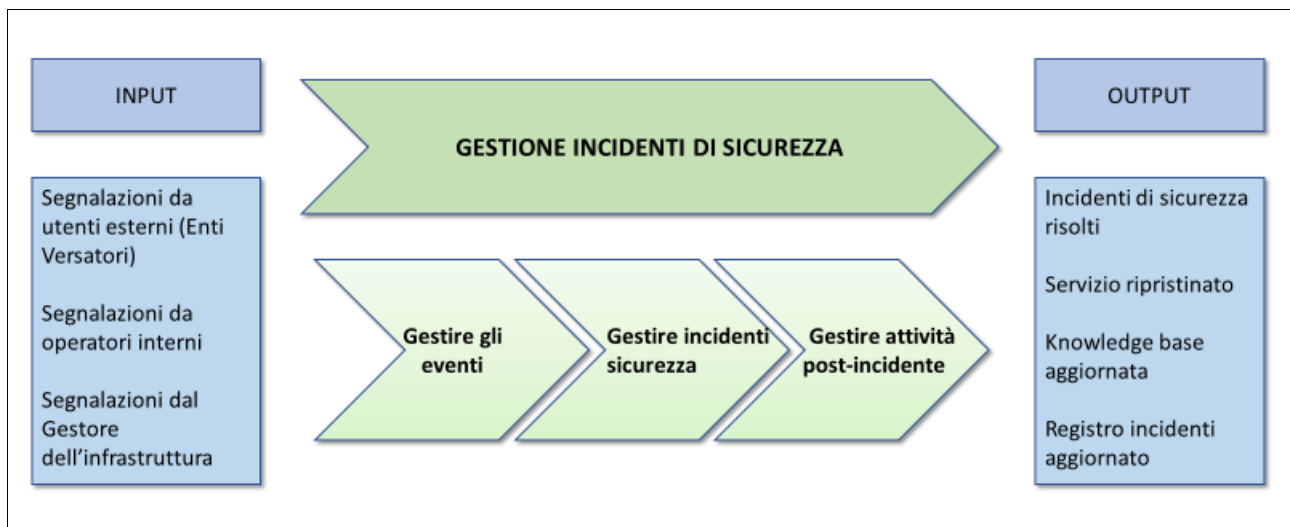 INPUT
Segnalazioni da
utenti esterni (Enti
Versatori)
Segnalazioni da
operatori interni
Segnalazioni dal
Gestore
dell'infrastruttura
GESTIONE INCIDENTI DI SICUREZZA
Gestire gli
eventi
Gestire incidenti
sicurezza
Gestire attività
post-incidente
OUTPUT
Incidenti di sicurezza
risolti
Servizio ripristinato
Knowledge base
aggiornata
Registro incidenti
aggiornato